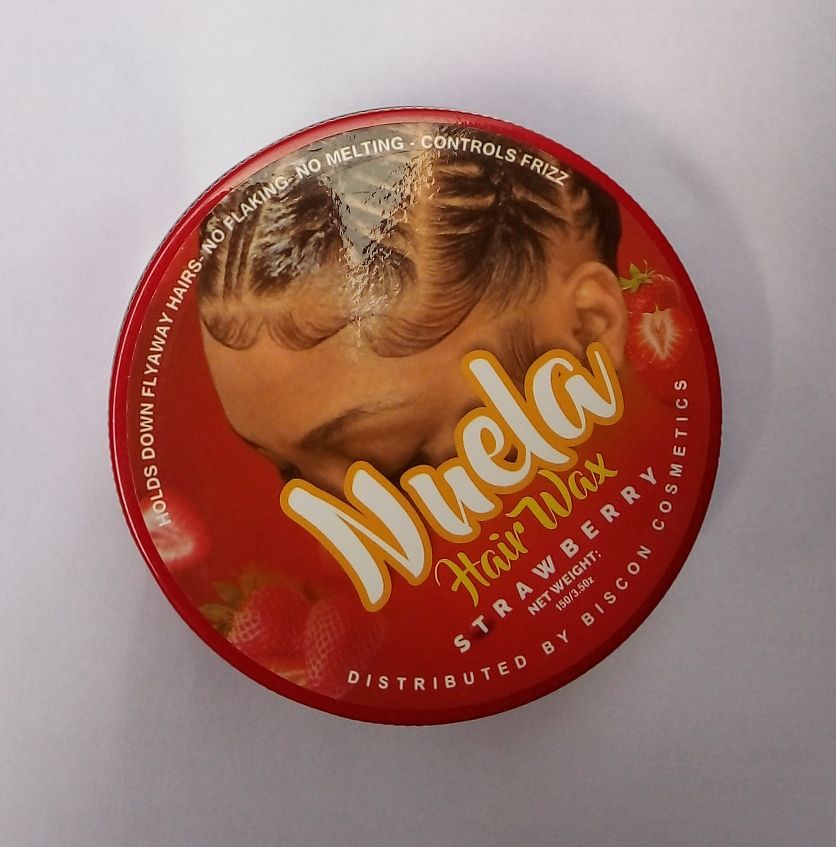 HOLDS DOWN FLYAWAY HAIRS- NO FLAKING- NO MELTING - CONTROLS FRIZZ
Nuela
Hair Wax
STRAWBERRY
NET WEIGHT:
150/3.50z
DISTRIBUTED BY BISCON COSMETICS